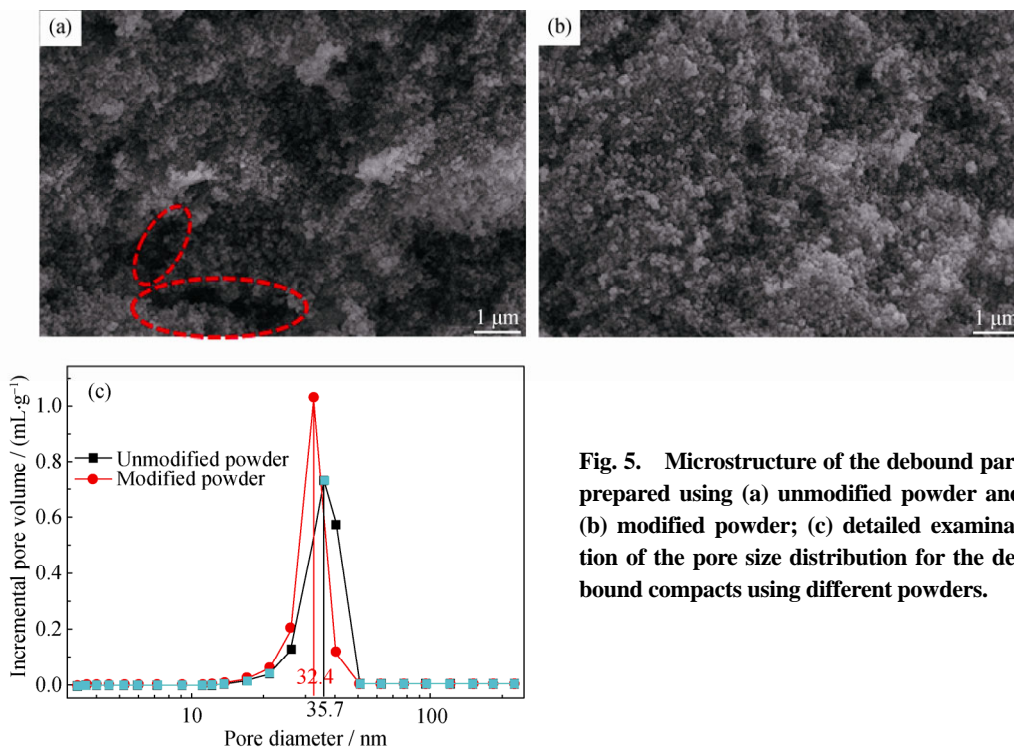 (a)
(b)
1 μm
1 μm
(c)
Incremental pore volume / (mL·g⁻¹)
1.0
0.8
0.6
0.4
0.2
0.0
Unmodified powder
Modified powder
32.4
35.7
10
100
Pore diameter / nm
Fig. 5. Microstructure of the debound par
prepared using (a) unmodified powder and
(b) modified powder; (c) detailed examina-
tion of the pore size distribution for the de-
bound compacts using different powders.